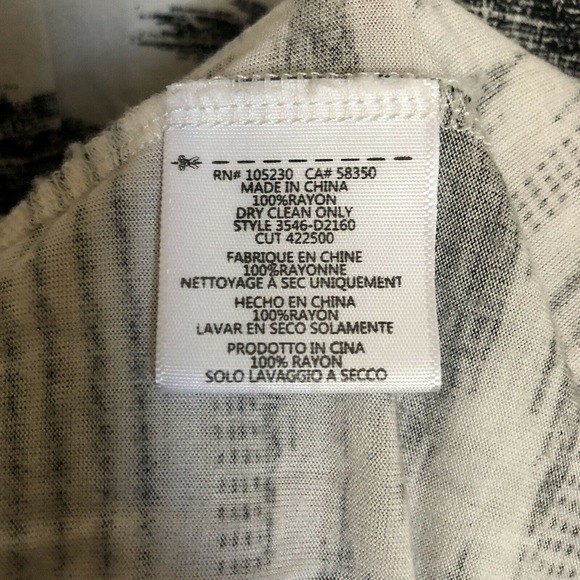 RN# 105230 CA# 58350
MADE IN CHINA
100%RAYON
DRY CLEAN ONLY
STYLE 3546-D2160
CUT 422500
FABRIQUE EN CHINE
100%RAYONNE
NETTOYAGE À SEC UNIQUEMENT
HECHO EN CHINA
100%RAYON
LAVAR EN SECO SOLAMENTE
PRODOTTO IN CINA
100% RAYON
SOLO LAVAGGIO A SECCO